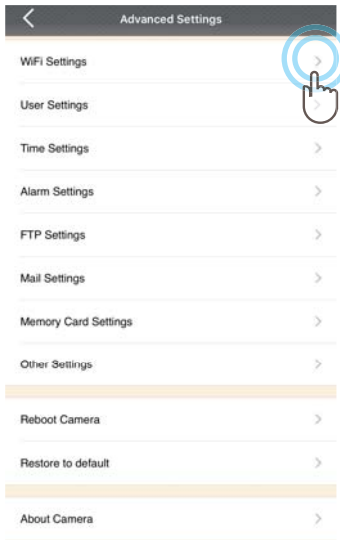 Advanced Settings
WiFi Settings
User Settings
Time Settings
Alarm Settings
FTP Settings
Mail Settings
Memory Card Settings
Other Settings
Reboot Camera
Restore to default
About Camera